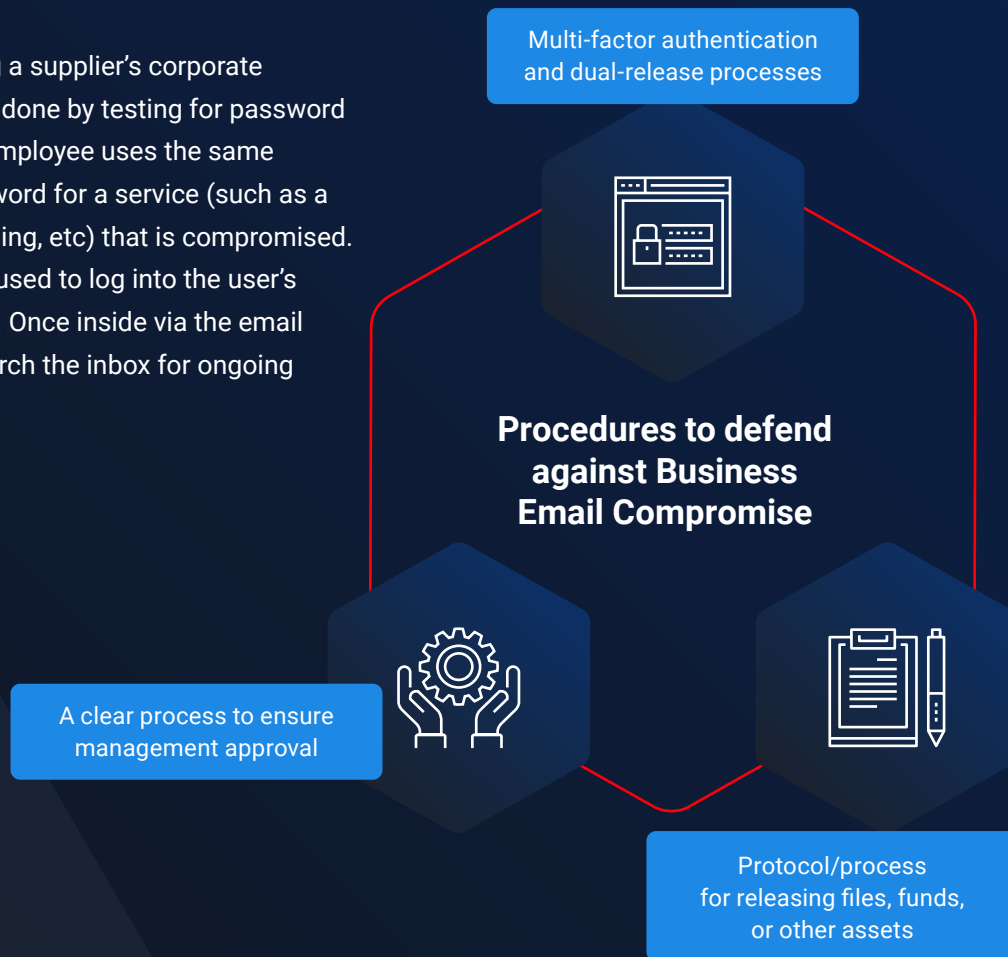 a supplier’s corporate
done by testing for password
employee uses the same
word for a service (such as a
ing, etc) that is compromised.
used to log into the user’s
. Once inside via the email
rch the inbox for ongoing
Multi-factor authentication
and dual-release processes
Procedures to defend
against Business
Email Compromise
A clear process to ensure
management approval
Protocol/process
for releasing files, funds,
or other assets